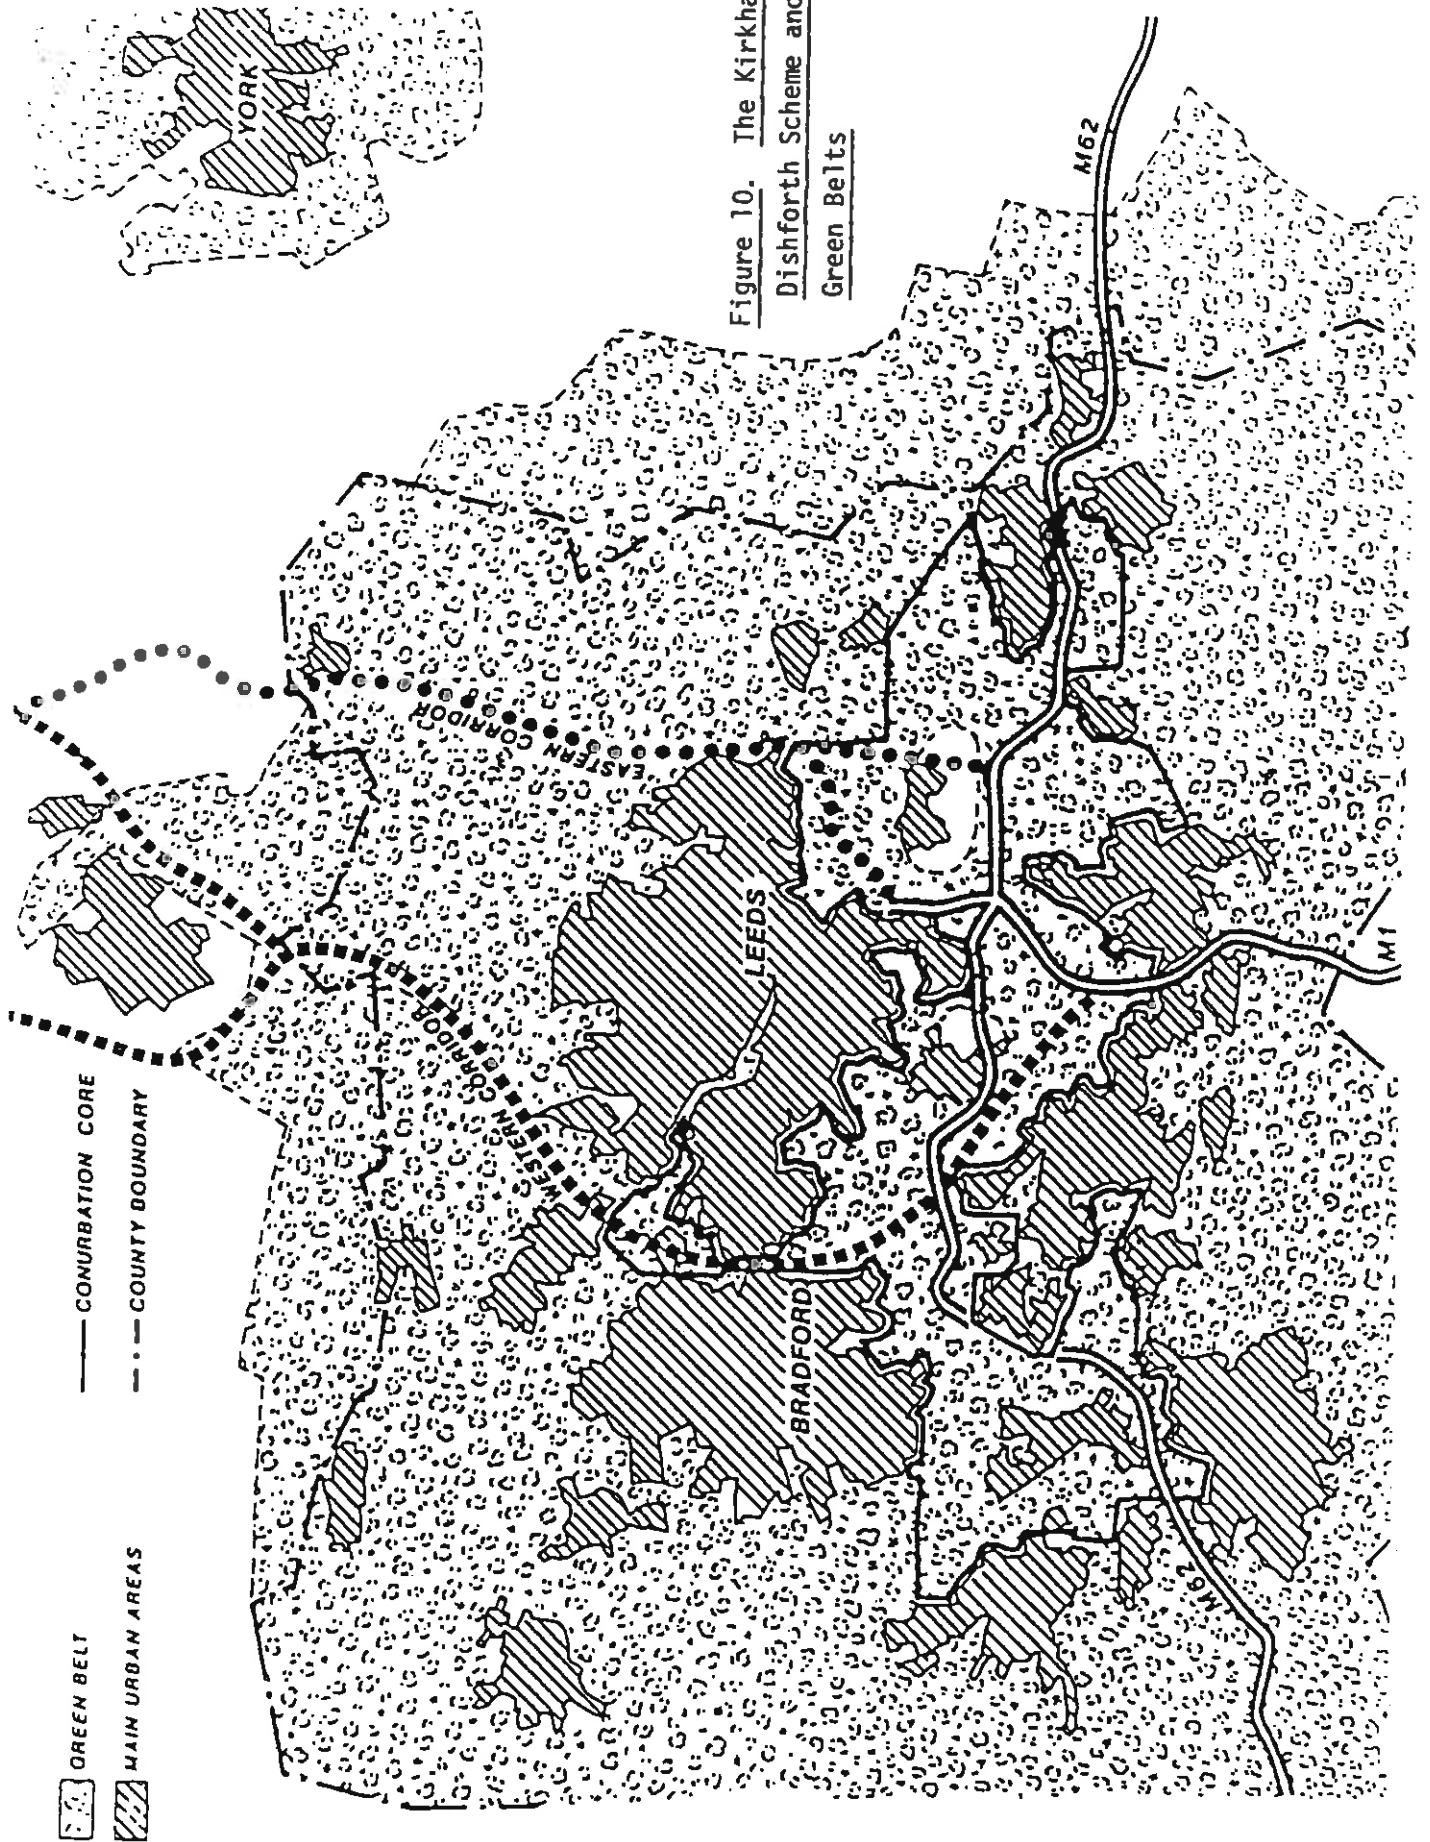 GREEN BELT
MAIN URBAN AREAS
CONURBATION CORE
COUNTY BOUNDARY
YORK
Figure 10. The Kirkha
Dishforth Scheme and
Green Belts
EASTERN CORRIDOR
WESTERN CORRIDOR
LEEDS
BRADFORD
M62
M62
M1